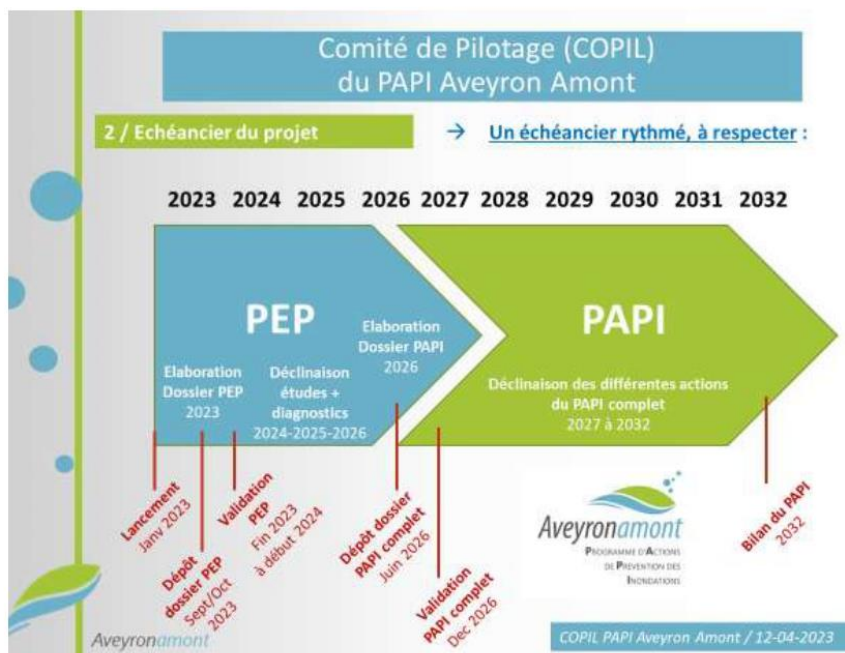 Comité de Pilotage (COPIL)
du PAPI Aveyron Amont
2 / Echéancier du projet
→ Un échéancier rythmé, à respecter :
2023 2024 2025 2026 2027 2028 2029 2030 2031 2032
PEP
Elaboration
Dossier PEP
2023
Déclinaison
études +
diagnostics
2024-2025-2026
Elaboration
Dossier PAPI
2026
PAPI
Déclinaison des différentes actions
du PAPI complet
2027 à 2032
Lancement
Janv 2023
Dépôt
dossier PEP
Sept/Oct
2023
Validation
PEP
Fin 2023
à début 2024
Dépôt dossier
PAPI complet
Juin 2026
Validation
PAPI complet
Dec 2026
Bilan du PAPI
2032
Aveyronamont
PROGRAMME D'ACTIONS
DE PRÉVENTION DES
INONDATIONS
Aveyronamont
COPIL PAPI Aveyron Amont / 12-04-2023